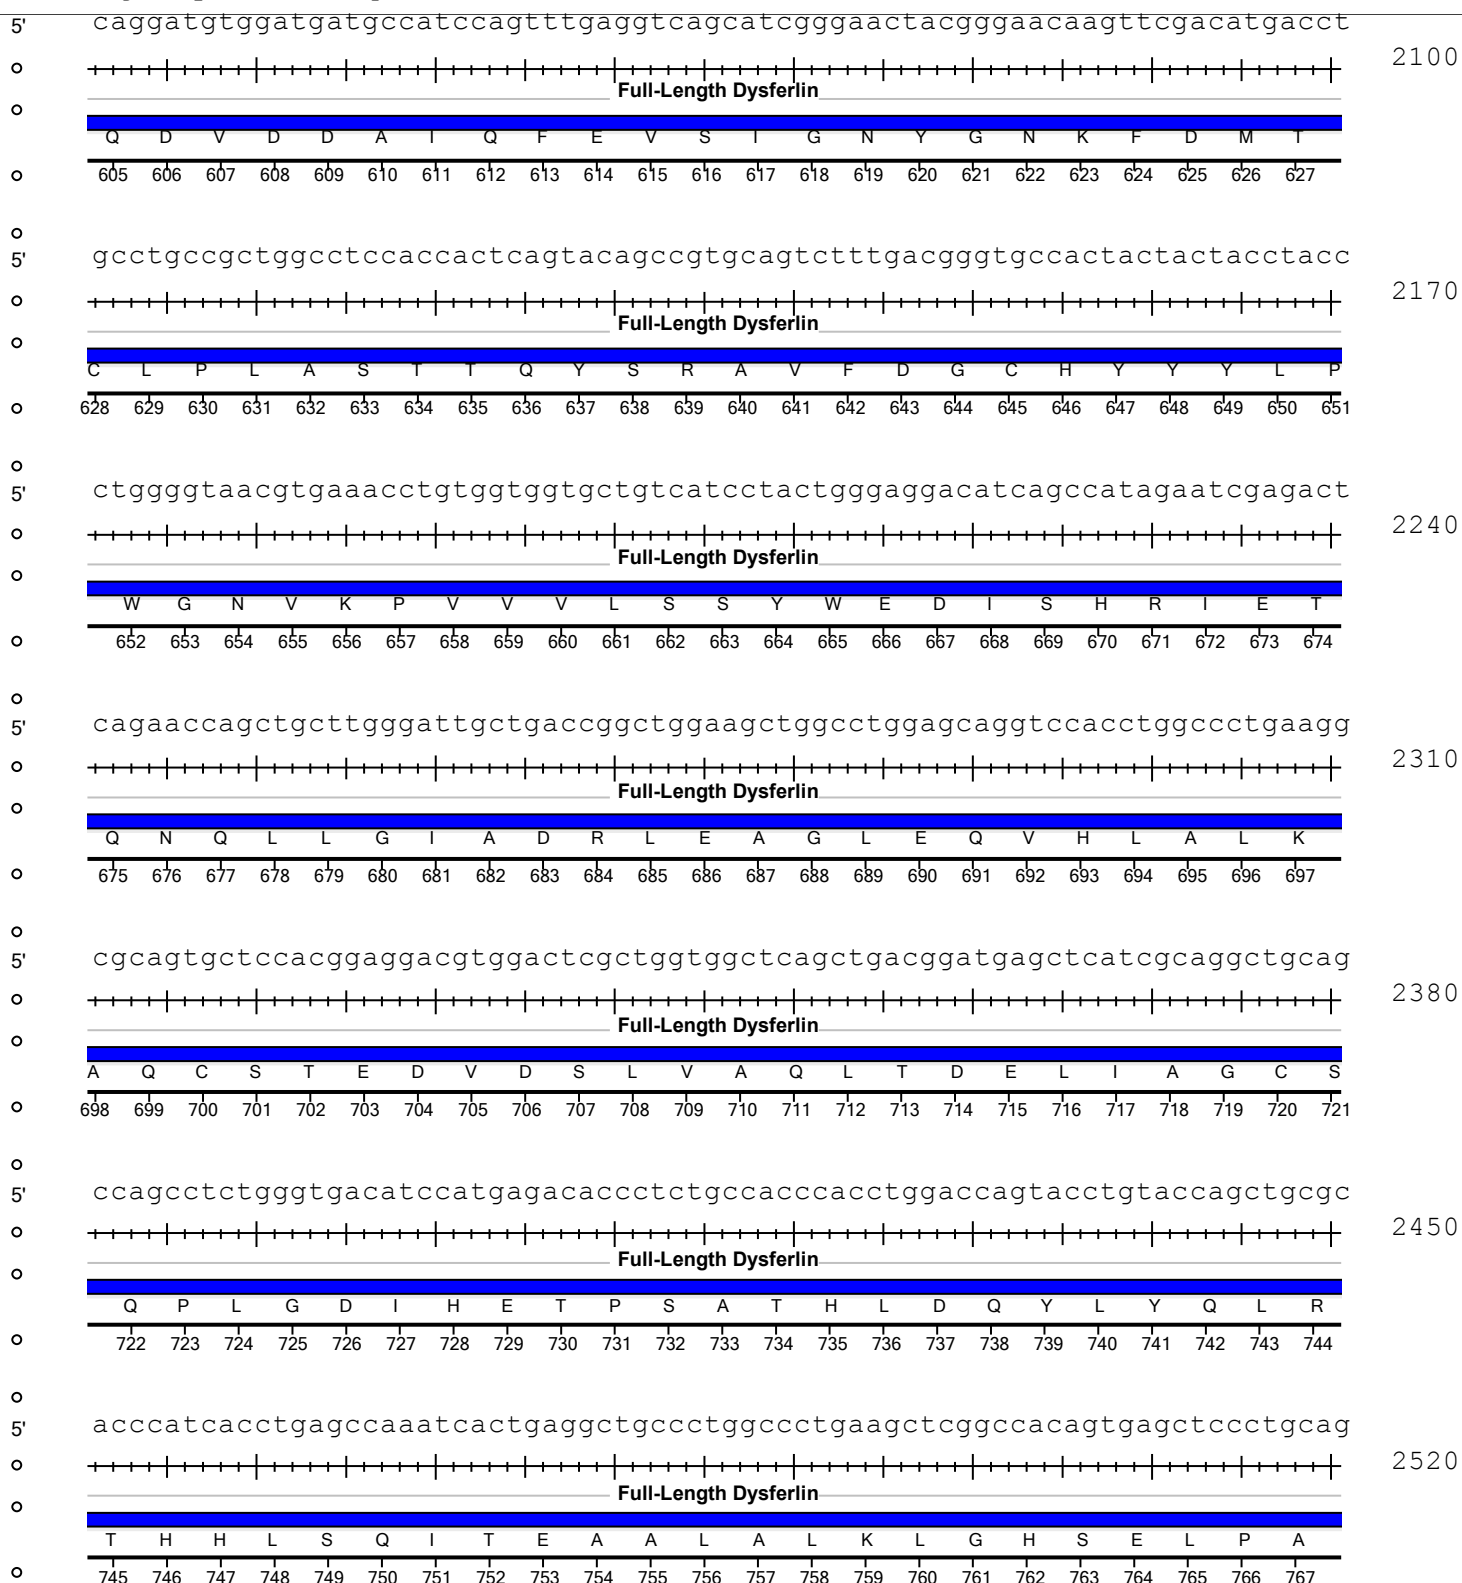 5' caggatgtggatgatgccatccagtttgaggtcagcatcgggaactacgggaacaagttcgacatgacct
2100
Full-Length Dysferlin
Q D V D D A I Q F E V S I G N Y G N K F D M T
605 606 607 608 609 610 611 612 613 614 615 616 617 618 619 620 621 622 623 624 625 626 627
5' gcctgccgctggcctccaccactcagtacagccgtgcagtctttgacgggtgccactactactacctacc
2170
Full-Length Dysferlin
C L P L A S T T Q Y S R A V F D G C H Y Y Y L P
628 629 630 631 632 633 634 635 636 637 638 639 640 641 642 643 644 645 646 647 648 649 650 651
5' ctggggtaacgtgaaacctgtggtggtgctgtcatcctactgggaggacatcagccatagaatcgagact
2240
Full-Length Dysferlin
W G N V K P V V V L S S Y W E D I S H R I E T
652 653 654 655 656 657 658 659 660 661 662 663 664 665 666 667 668 669 670 671 672 673 674
5' cagaaccagctgcttgggattgctgaccggctggaagctggcctggagcaggtccacctggccctgaagg
2310
Full-Length Dysferlin
Q N Q L L G I A D R L E A G L E Q V H L A L K
675 676 677 678 679 680 681 682 683 684 685 686 687 688 689 690 691 692 693 694 695 696 697
5' cgcagtgctccacggaggacgtggactcgctggtggctcagctgacggatgagctcatcgcaggctgcag
2380
Full-Length Dysferlin
A Q C S T E D V D S L V A Q L T D E L I A G C S
698 699 700 701 702 703 704 705 706 707 708 709 710 711 712 713 714 715 716 717 718 719 720 721
5' ccagcctctgggtgacatccatgagacaccctctgccacccacctggaccagtacctgtaccagctgcgc
2450
Full-Length Dysferlin
Q P L G D I H E T P S A T H L D Q Y L Y Q L R
722 723 724 725 726 727 728 729 730 731 732 733 734 735 736 737 738 739 740 741 742 743 744
5' acccatcacctgagccaaatcactgaggctgccctggccctgaagctcggccacagtgagctccctgcag
2520
Full-Length Dysferlin
T H H L S Q I T E A A L A L K L G H S E L P A
745 746 747 748 749 750 751 752 753 754 755 756 757 758 759 760 761 762 763 764 765 766 767